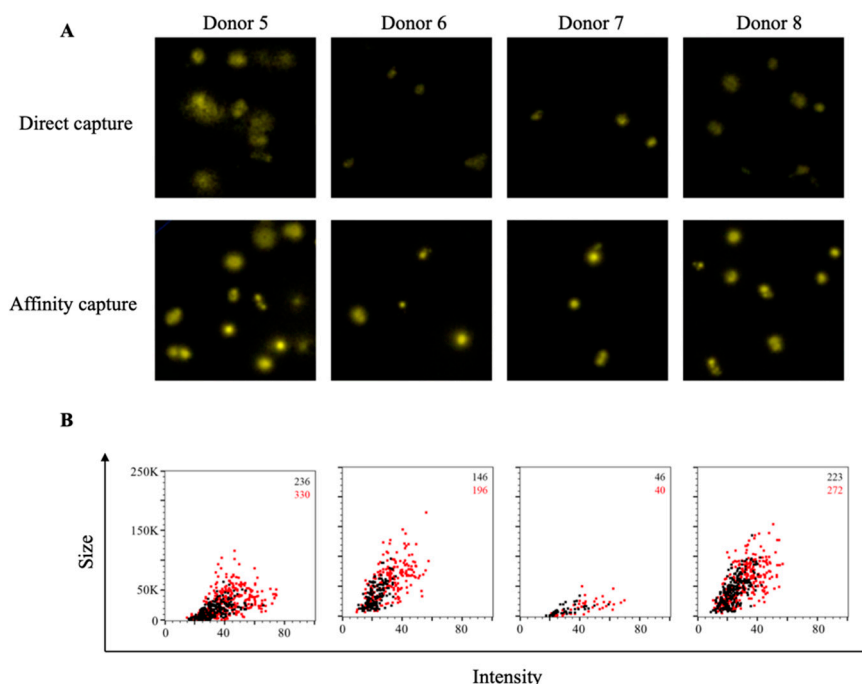 A
Donor 5 Donor 6 Donor 7 Donor 8
Direct capture
Affinity capture
B
250K
150K
50K
0
Size
236
330
146
196
46
40
223
272
0 40 80
0 40 80
0 40 80
0 40 80
Intensity